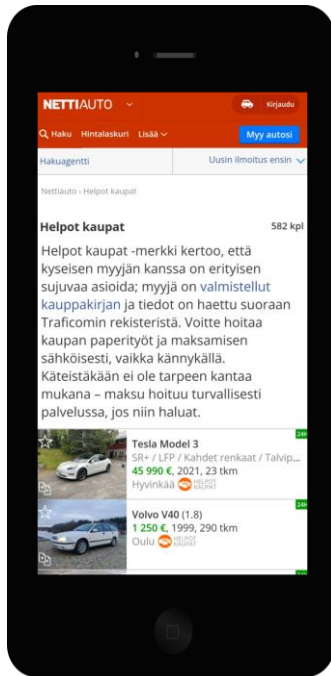 NETTIAUTO
Kirjaudu
Haku Hintalaskuri Lisää
Myy autosi
Hakuagentti
Uusin ilmoitus ensin
Nettiauto › Helpot kaupat
Helpot kaupat
582 kpl
Helpot kaupat -merkki kertoo, että
kyseisen myyjän kanssa on erityisen
sujuvaa asioida; myyjä on valmistellut
kauppakirjan ja tiedot on haettu suoraan
Traficomin rekisteristä. Voitte hoitaa
kaupan paperityöt ja maksamisen
sähköisesti, vaikka kännykällä.
Käteistäkään ei ole tarpeen kantaa
mukana – maksu hoituu turvallisesti
palvelussa, jos niin haluat.
24H
Tesla Model 3
SR+ / LFP / Kahdet renkaat / Talvip...
45 990 €, 2021, 23 tkm
Hyvinkää HELPOT KAUPAT
24H
Volvo V40 (1.8)
1 250 €, 1999, 290 tkm
Oulu HELPOT KAUPAT